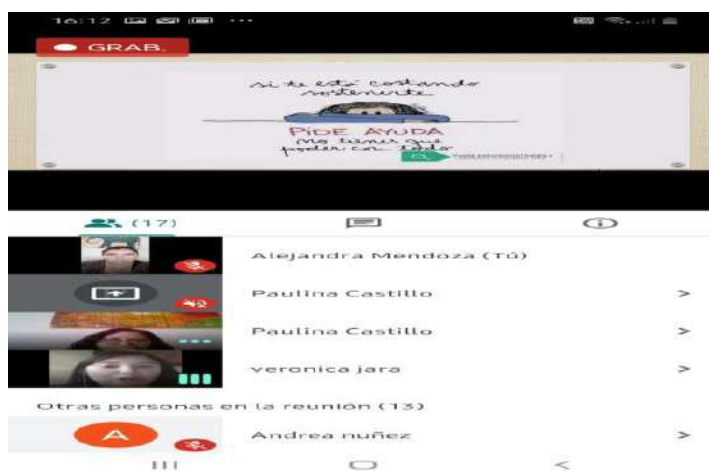 16:12
GRAB.
si te está costando
sostenerte
PIDE AYUDA
No tienes que
poder con todo
(17)
Alejandra Mendoza (Tú)
Paulina Castillo
Paulina Castillo
veronica jara
Otras personas en la reunión (13)
A
Andrea nuñez